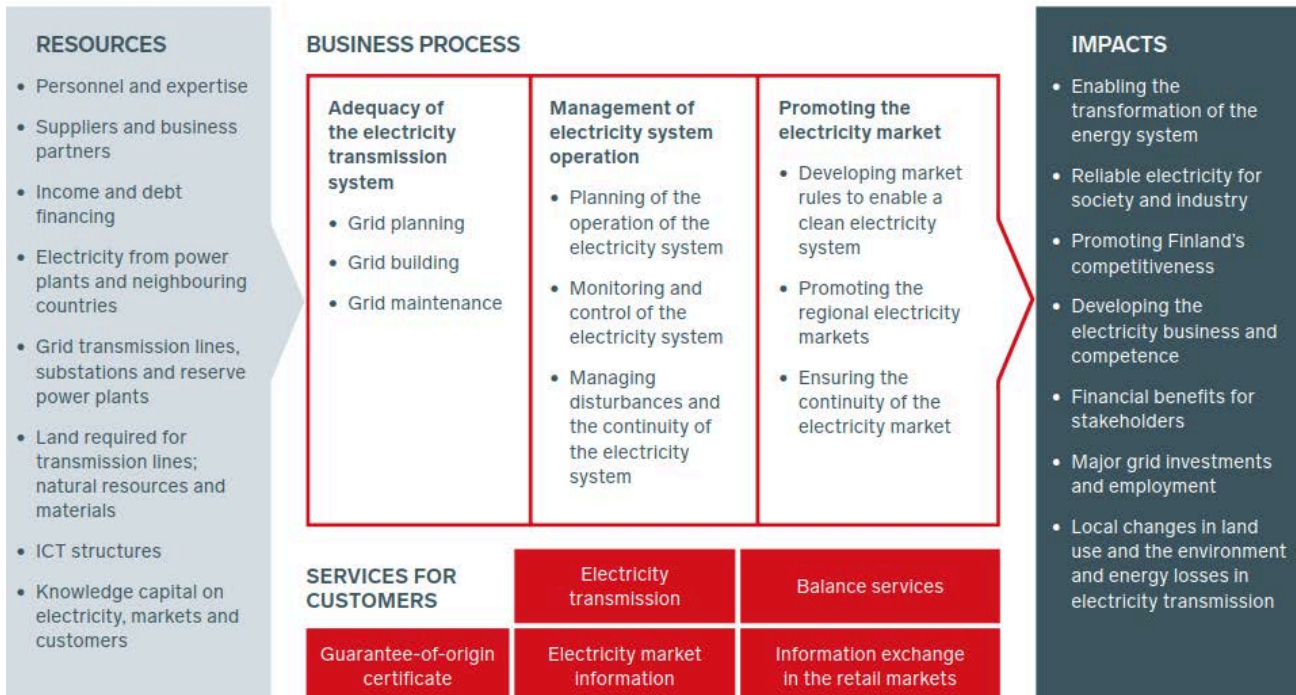 RESOURCES
• Personnel and expertise
• Suppliers and business
partners
• Income and debt
financing
• Electricity from power
plants and neighbouring
countries
• Grid transmission lines,
substations and reserve
power plants
• Land required for
transmission lines;
natural resources and
materials
• ICT structures
• Knowledge capital on
electricity, markets and
customers
BUSINESS PROCESS
Adequacy of
the electricity
transmission
system
• Grid planning
• Grid building
• Grid maintenance
Management of
electricity system
operation
• Planning of the
operation of the
electricity system
• Monitoring and
control of the
electricity system
• Managing
disturbances and
the continuity of
the electricity
system
Promoting the
electricity market
• Developing market
rules to enable a
clean electricity
system
• Promoting the
regional electricity
markets
• Ensuring the
continuity of the
electricity market
SERVICES FOR
CUSTOMERS
Electricity
transmission
Balance services
Guarantee-of-origin
certificate
Electricity market
information
Information exchange
in the retail markets
IMPACTS
• Enabling the
transformation of the
energy system
• Reliable electricity for
society and industry
• Promoting Finland's
competitiveness
• Developing the
electricity business and
competence
• Financial benefits for
stakeholders
• Major grid investments
and employment
• Local changes in land
use and the environment
and energy losses in
electricity transmission